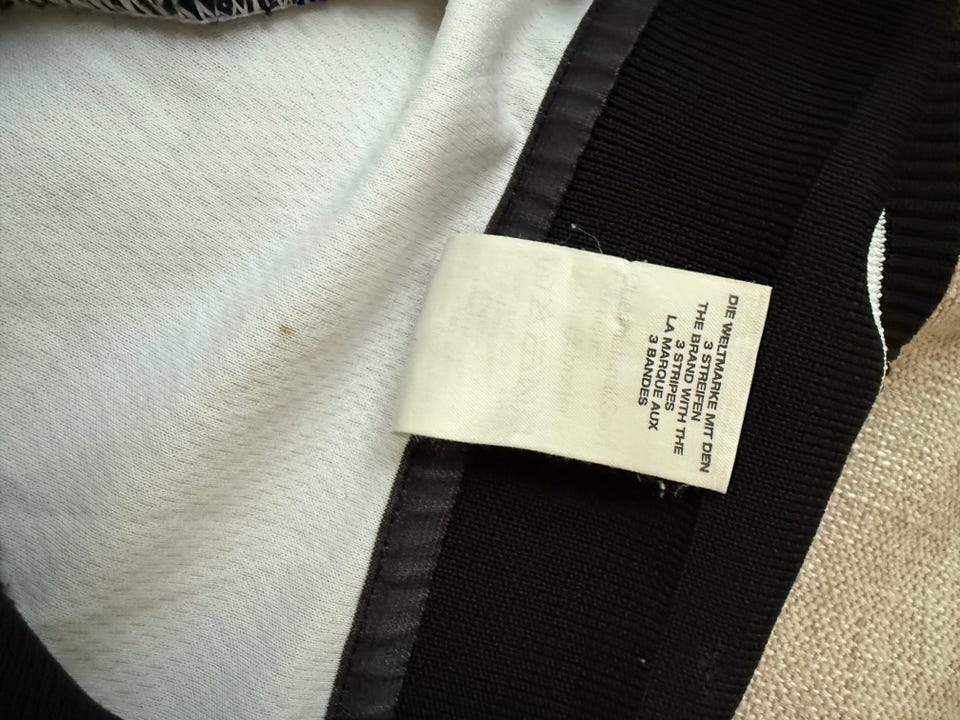 DIE WELTMARKE MIT DEN
3 STREIFEN
THE BRAND WITH THE
3 STRIPES
LA MARQUE AUX
3 BANDES